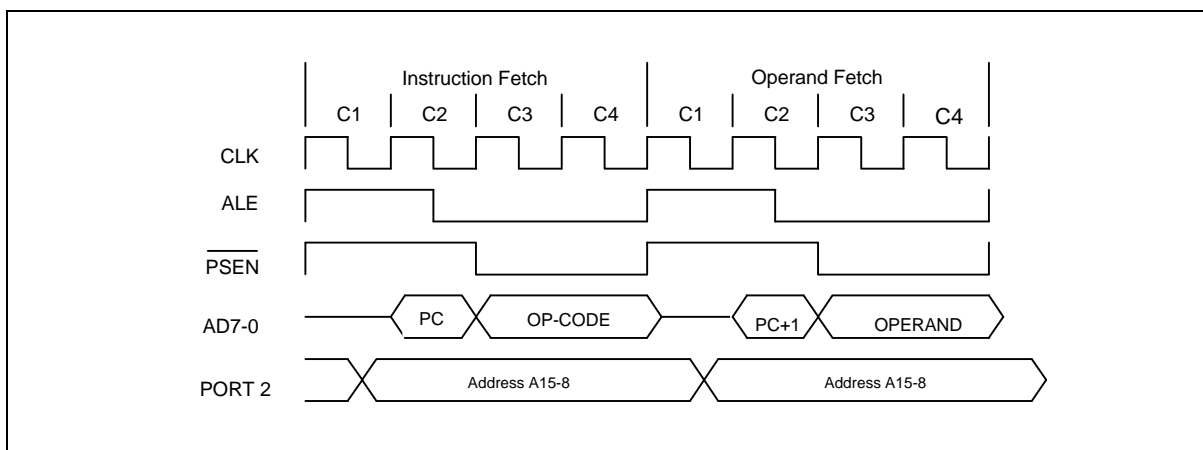 Instruction Fetch Operand Fetch
C1 C2 C3 C4 C1 C2 C3 C4
CLK
ALE
PSEN
AD7-0 PC OP-CODE PC+1 OPERAND
PORT 2 Address A15-8 Address A15-8